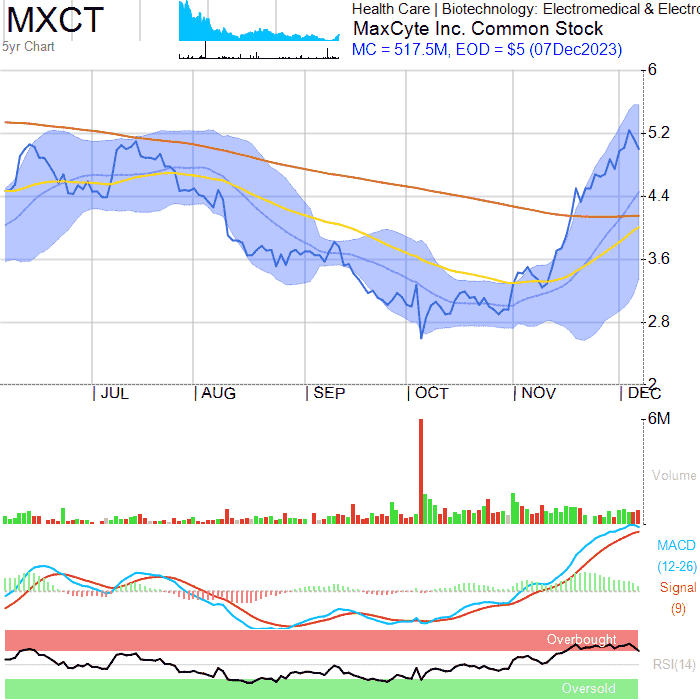 MXCT
5yr Chart
Health Care | Biotechnology: Electromedical & Electro
MaxCyte Inc. Common Stock
MC = 517.5M, EOD = $5 (07Dec2023)
6
5.2
4.4
3.6
2.8
2
| JUL | AUG | SEP | OCT | NOV | DEC
6M
Volume
MACD
(12-26)
Signal
(9)
Overbought
RSI(14)
Oversold